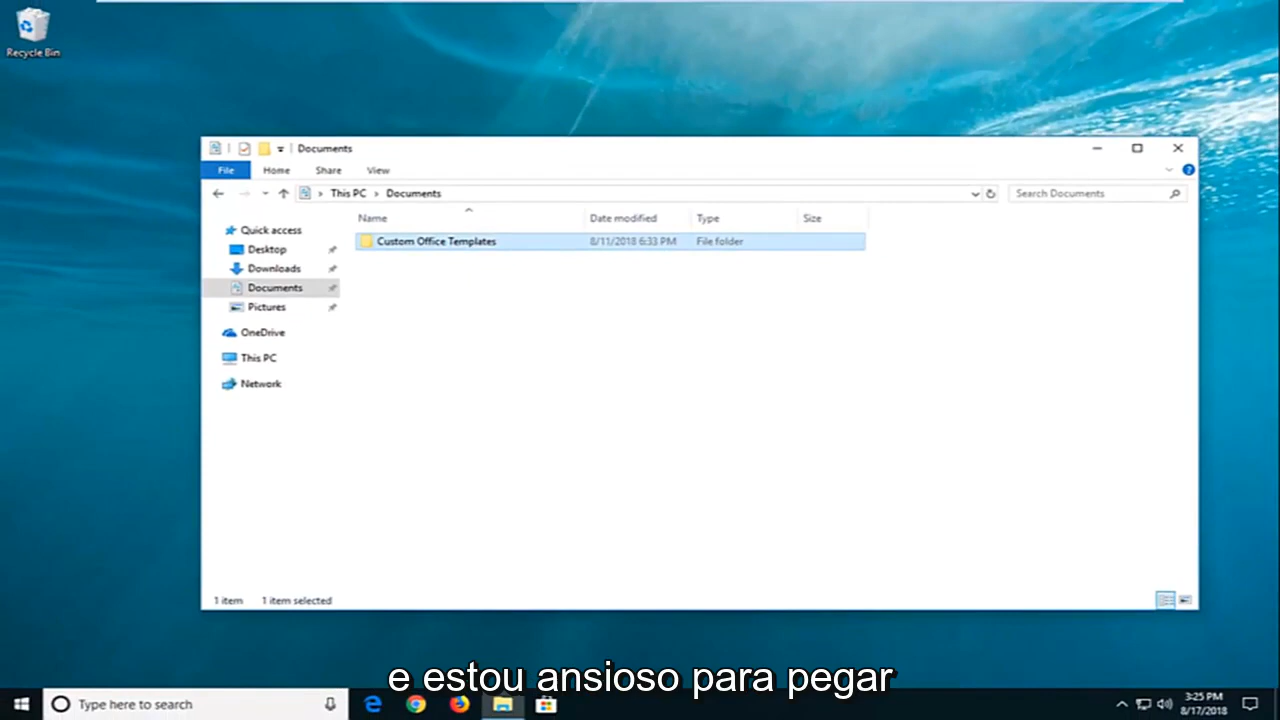 Recycle Bin
Documents
File Home Share View
This PC Documents
Search Documents
Name Date modified Type Size
Custom Office Templates 8/11/2018 6:33 PM File folder
Quick access
Desktop
Downloads
Documents
Pictures
OneDrive
This PC
Network
1 item 1 item selected
e estou ansioso para pegar
Type here to search
3:25 PM
8/17/2018